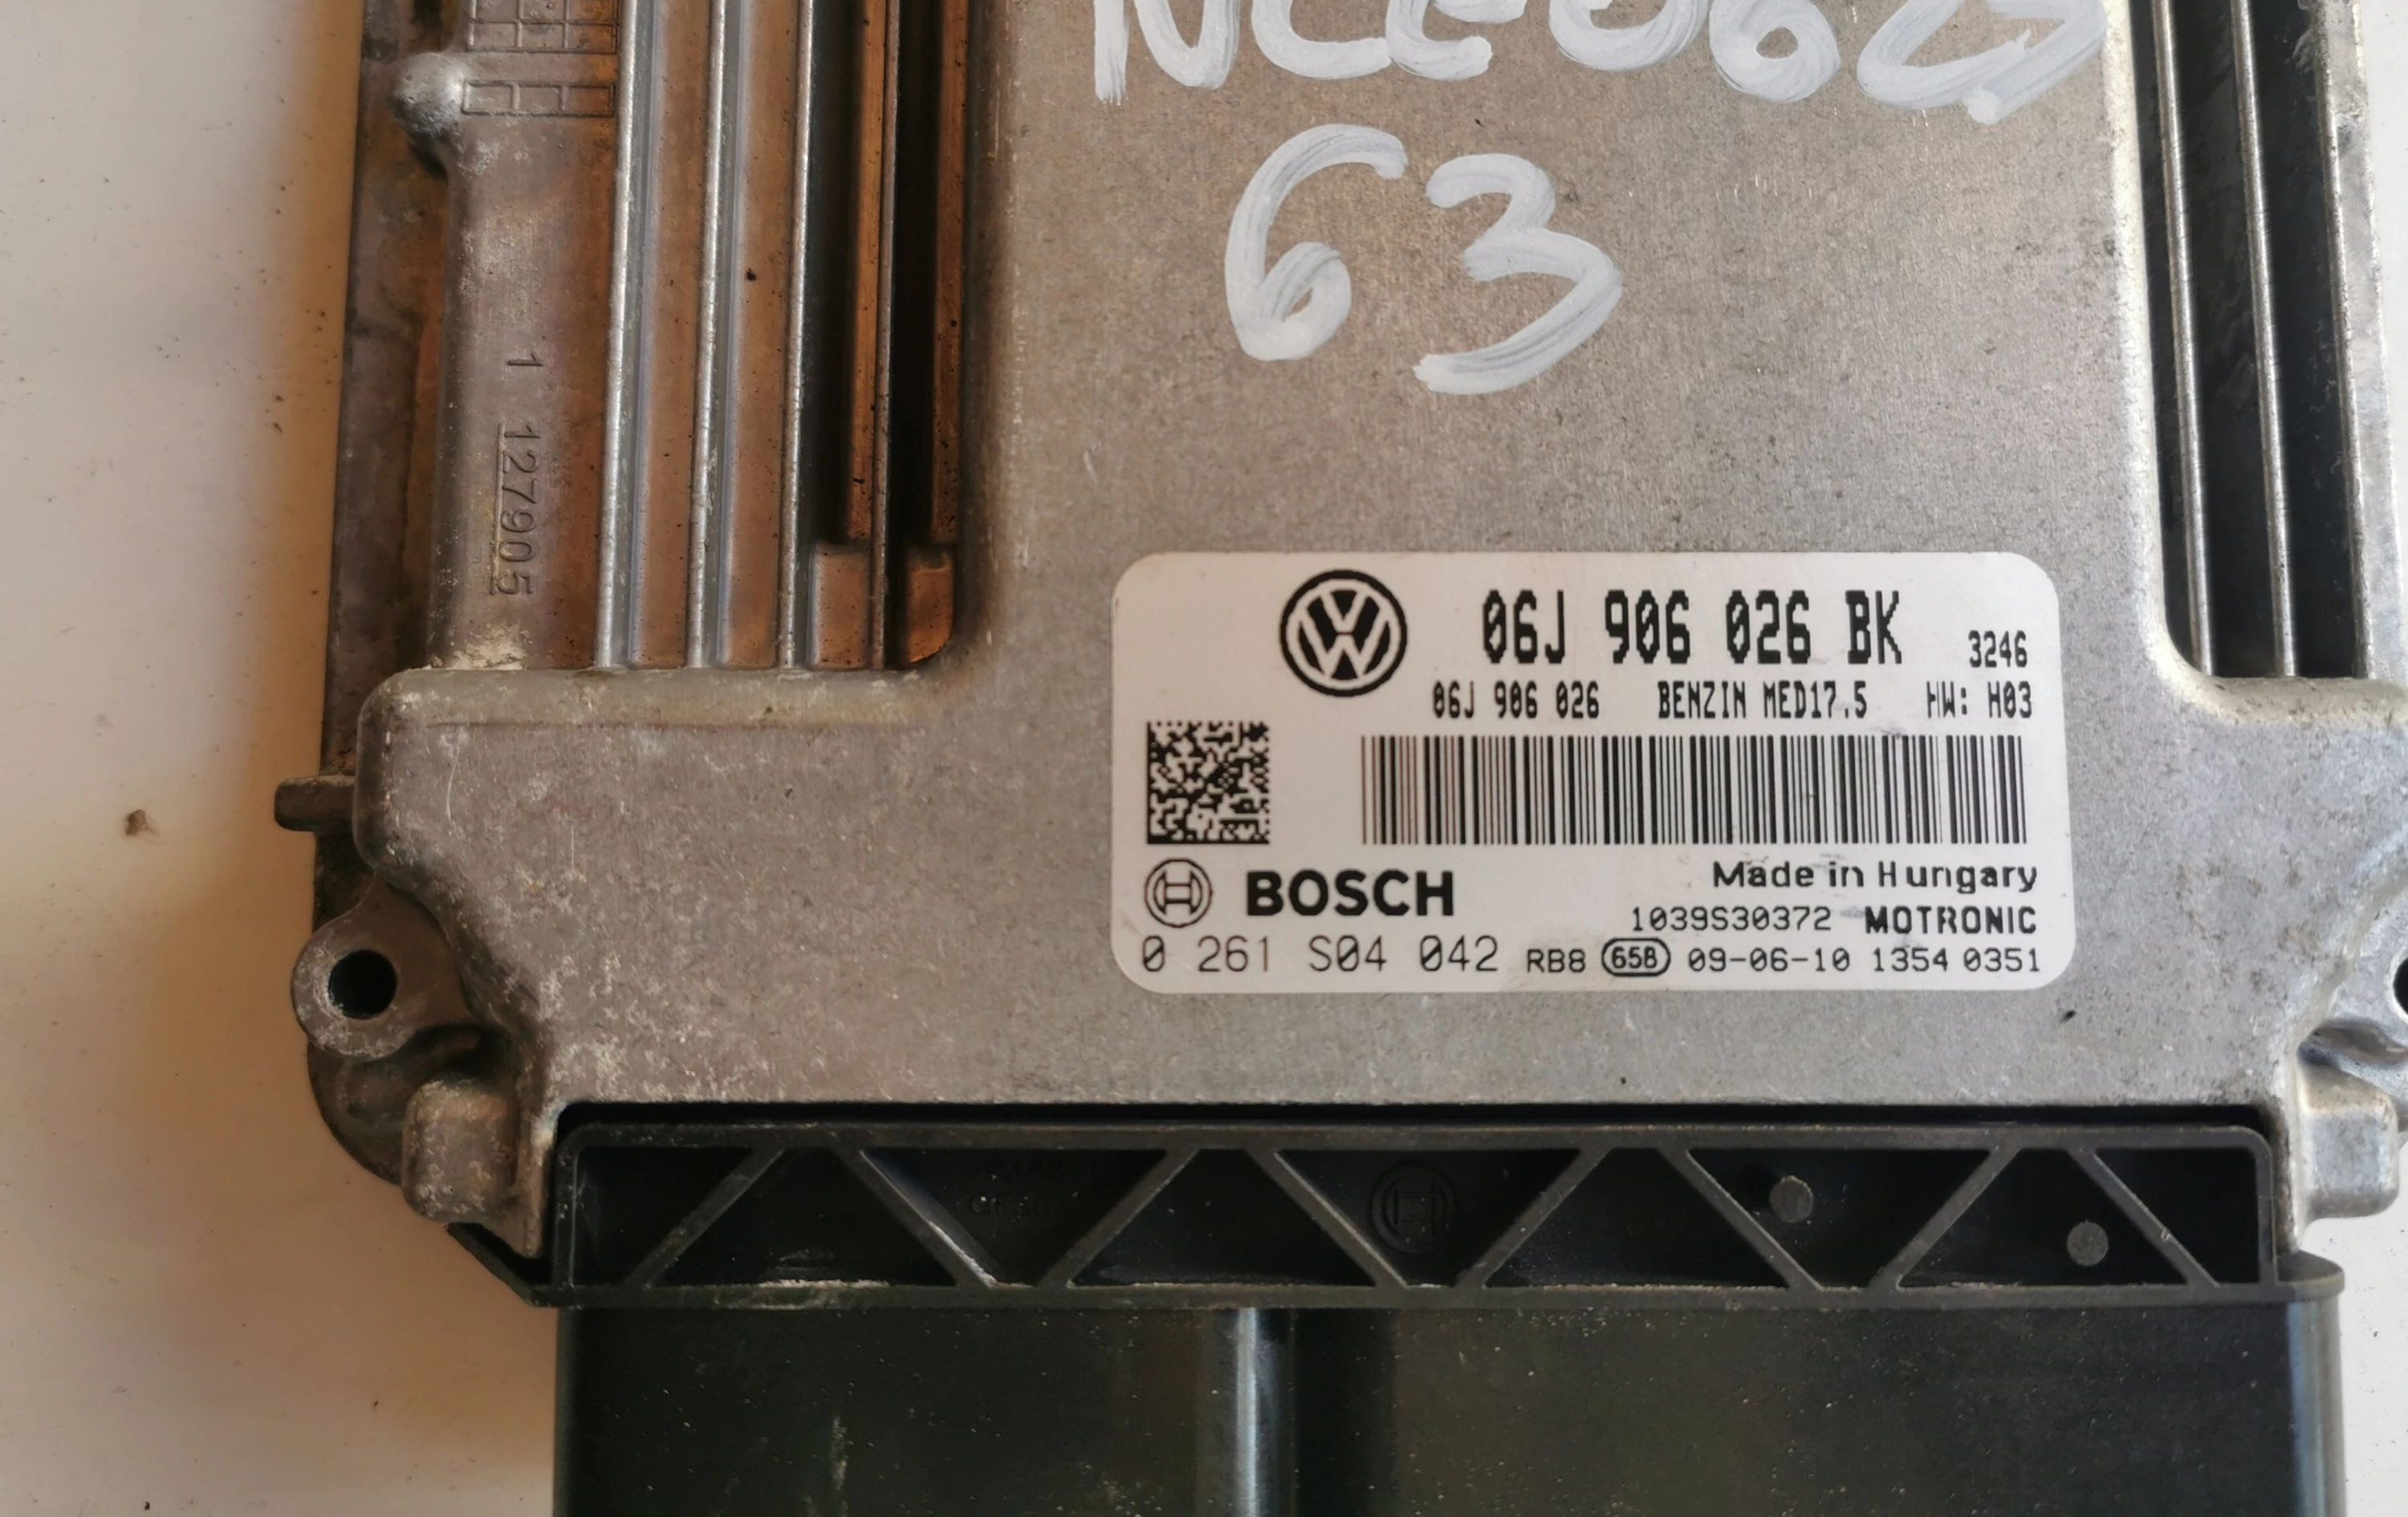 63
1 1279005
06J 906 026 BK 3246
06J 906 026 BENZIN MED17.5 HW: H03
BOSCH
Made in Hungary
1039S30372 MOTRONIC
0 261 S04 042 RB8 658 09-06-10 1354 0351